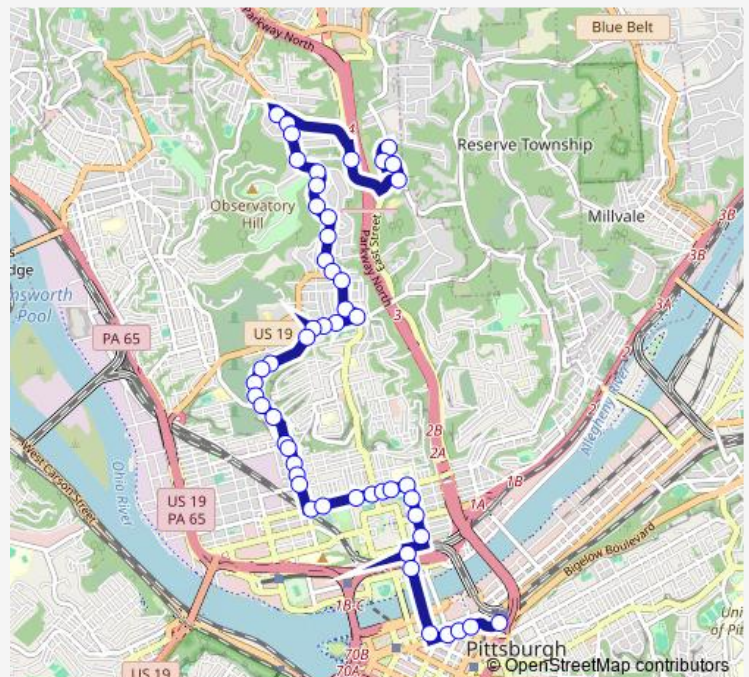 Parkway North
Blue Belt
4
Reserve Township
Observatory
Hill
Millvale
3B
3B
East Street
Parkway North
3A
3
PA 65
US 19
2
2B
2A
Allegheny River
West Carson Street
Ohio River
US 19
PA 65
1B
1A
Bigelow Boulevard
1B-C
Pittsburgh
70B
70A
US 19
© OpenStreetMap contributors